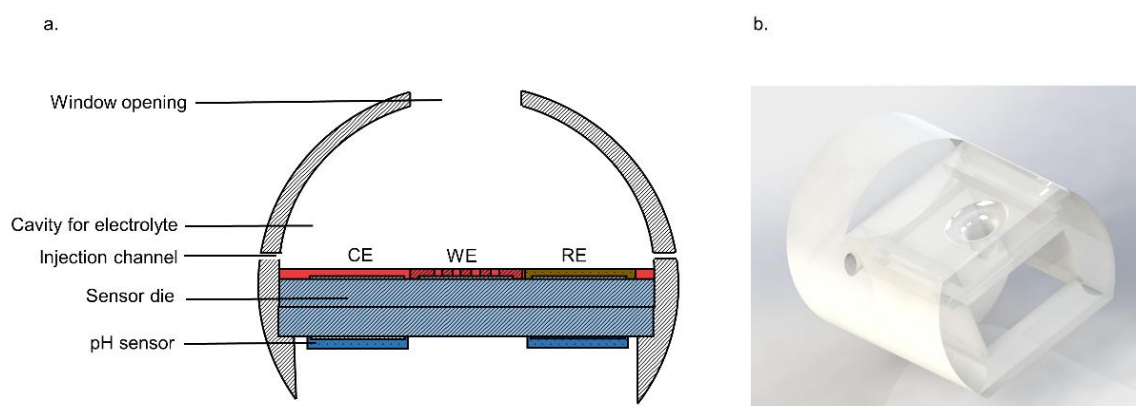 a.
b.
Window opening
Cavity for electrolyte
Injection channel
CE
WE
RE
Sensor die
pH sensor